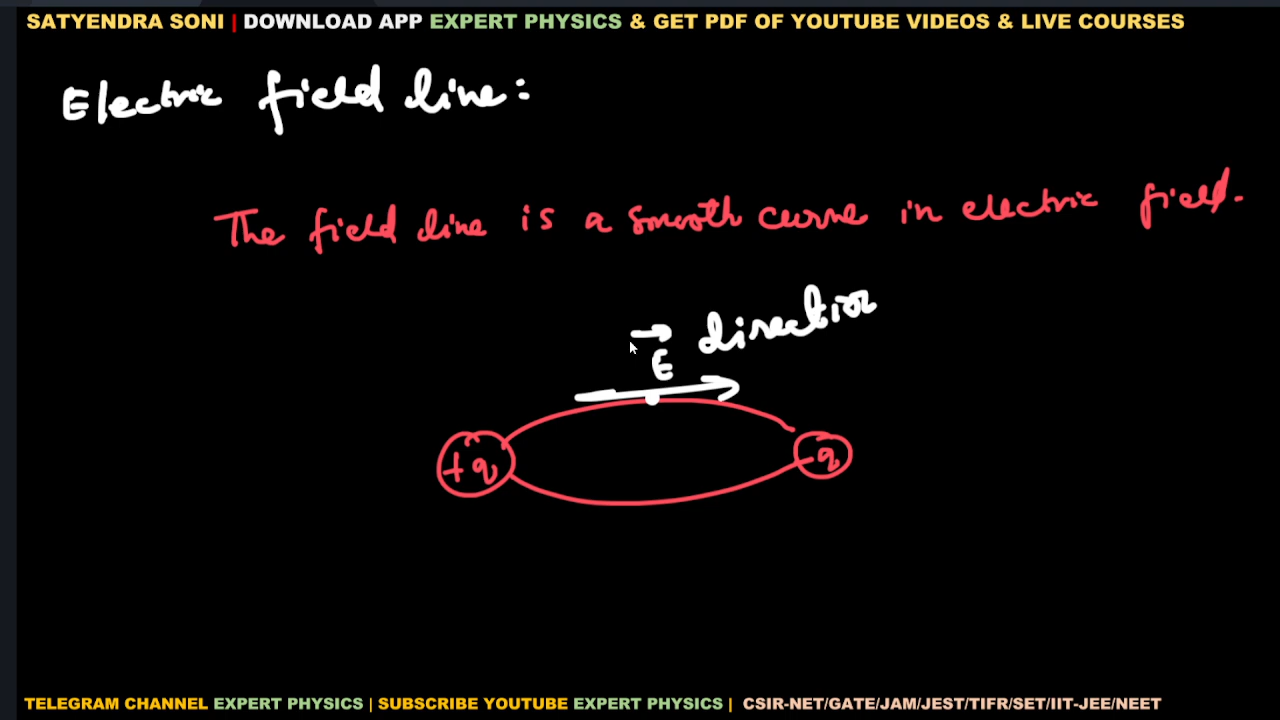 SATYENDRA SONI | DOWNLOAD APP EXPERT PHYSICS & GET PDF OF YOUTUBE VIDEOS & LIVE COURSES
Electric field line:
The field line is a smooth curve in electric field.
E direction
+q q
TELEGRAM CHANNEL EXPERT PHYSICS | SUBSCRIBE YOUTUBE EXPERT PHYSICS | CSIR-NET/GATE/JAM/JEST/TIFR/SET/IIT-JEE/NEET